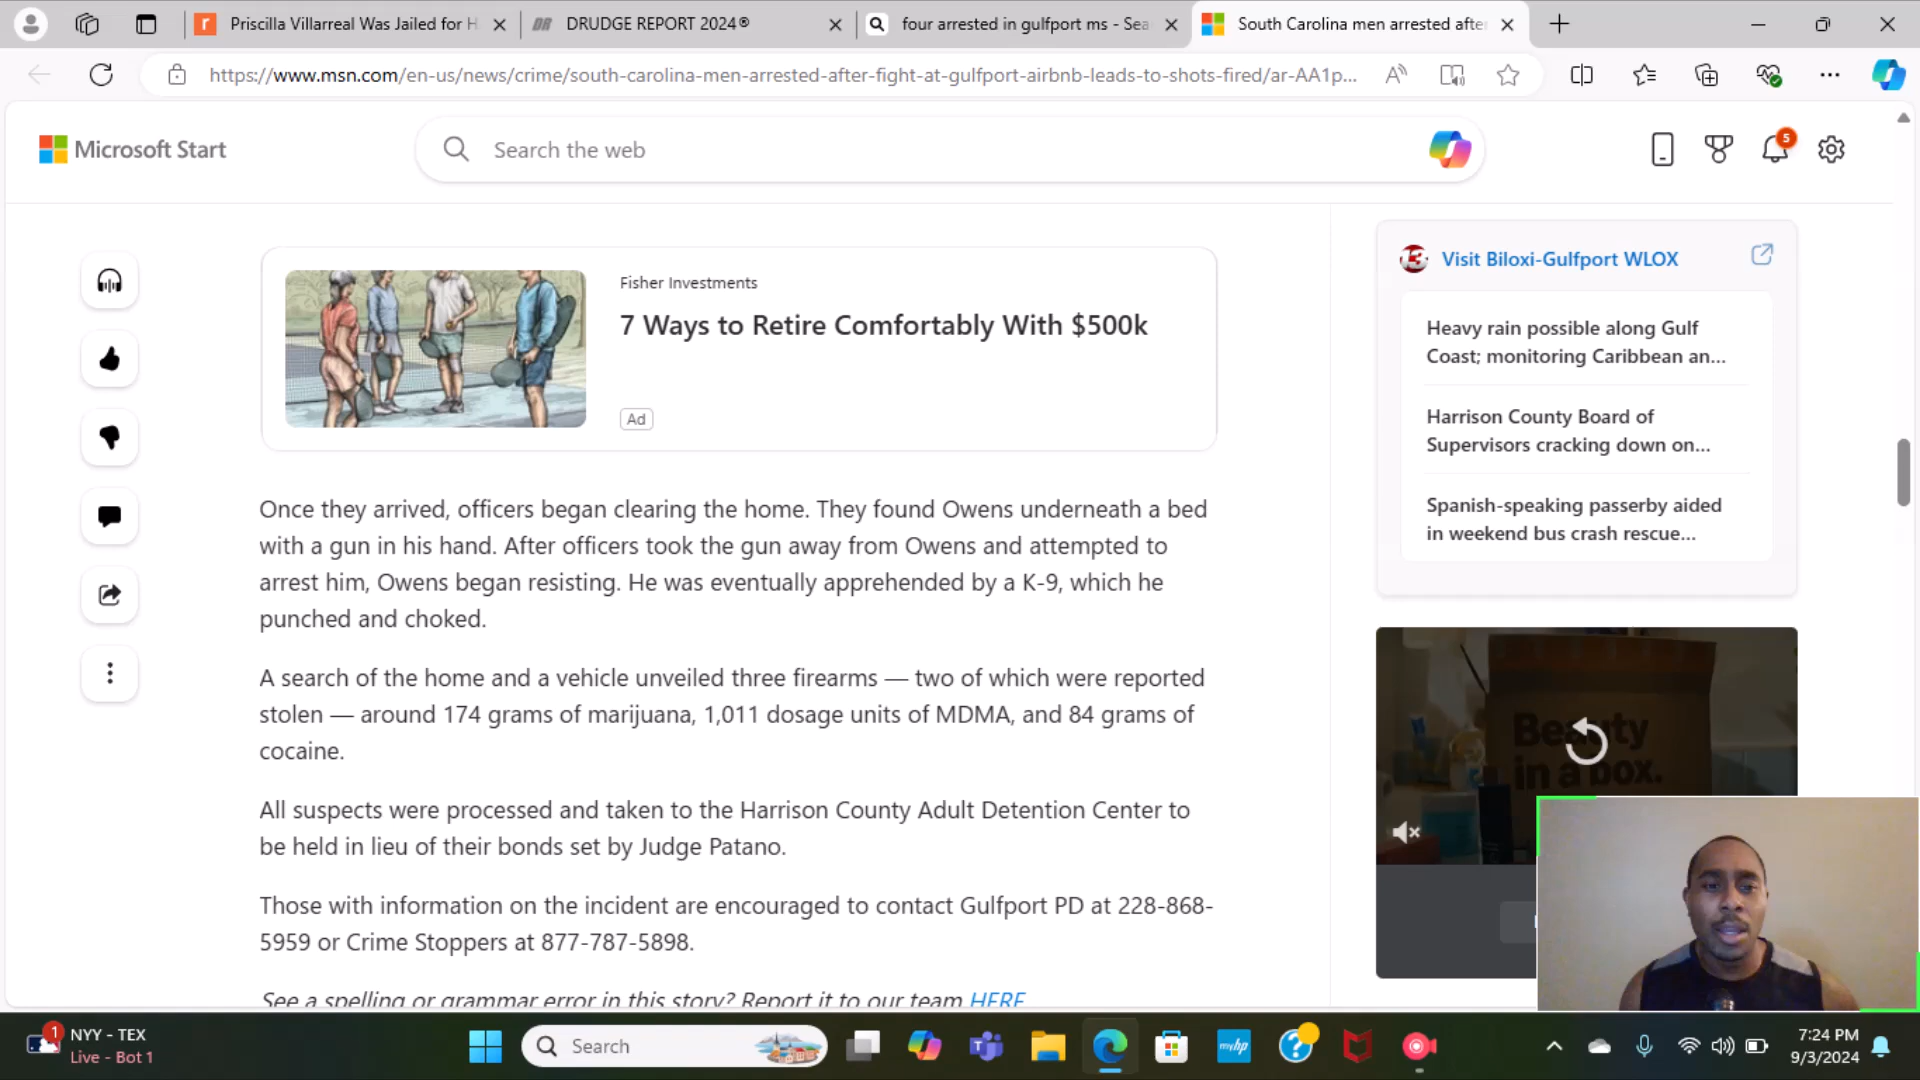 Priscilla Villarreal Was Jailed for H
DRUDGE REPORT 2024®
four arrested in gulfport ms - Sea
South Carolina men arrested afte
https://www.msn.com/en-us/news/crime/south-carolina-men-arrested-after-fight-at-gulfport-airbnb-leads-to-shots-fired/ar-AA1p...
Microsoft Start
Search the web
5
Fisher Investments
7 Ways to Retire Comfortably With $500k
Ad
Once they arrived, officers began clearing the home. They found Owens underneath a bed
with a gun in his hand. After officers took the gun away from Owens and attempted to
arrest him, Owens began resisting. He was eventually apprehended by a K-9, which he
punched and choked.
A search of the home and a vehicle unveiled three firearms — two of which were reported
stolen — around 174 grams of marijuana, 1,011 dosage units of MDMA, and 84 grams of
cocaine.
All suspects were processed and taken to the Harrison County Adult Detention Center to
be held in lieu of their bonds set by Judge Patano.
Those with information on the incident are encouraged to contact Gulfport PD at 228-868-
5959 or Crime Stoppers at 877-787-5898.
See a spelling or grammar error in this story? Report it to our team HERE
Visit Biloxi-Gulfport WLOX
Heavy rain possible along Gulf
Coast; monitoring Caribbean an...
Harrison County Board of
Supervisors cracking down on...
Spanish-speaking passerby aided
in weekend bus crash rescue...
Beauty
in a box.
1
NYY - TEX
Live - Bot 1
Search
myhp
7:24 PM
9/3/2024